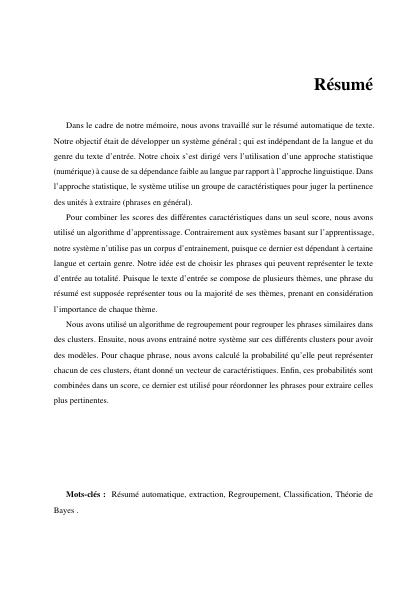 Résumé
Dans le cadre de notre mémoire, nous avons travaillé sur le résumé automatique de texte.
Notre objectif était de développer un système général ; qui est indépendant de la langue et du
genre du texte d'entrée. Notre choix s'est dirigé vers l'utilisation d'une approche statistique
(numérique) à cause de sa dépendance faible au langue par rapport à l'approche linguistique. Dans
l'approche statistique, le système utilise un groupe de caractéristiques pour juger la pertinence
des unités à extraire (phrases en général).
Pour combiner les scores des différentes caractéristiques dans un seul score, nous avons
utilisé un algorithme d'apprentissage. Contrairement aux systèmes basant sur l'apprentissage,
notre système n'utilise pas un corpus d'entrainement, puisque ce dernier est dépendant à certaine
langue et certain genre. Notre idée est de choisir les phrases qui peuvent représenter le texte
d'entrée au totalité. Puisque le texte d'entrée se compose de plusieurs thèmes, une phrase du
résumé est supposée représenter tous ou la majorité de ses thèmes, prenant en considération
l'importance de chaque thème.
Nous avons utilisé un algorithme de regroupement pour regrouper les phrases similaires dans
des clusters. Ensuite, nous avons entrainé notre système sur ces différents clusters pour avoir
des modèles. Pour chaque phrase, nous avons calculé la probabilité qu'elle peut représenter
chacun de ces clusters, étant donné un vecteur de caractéristiques. Enfin, ces probabilités sont
combinées dans un score, ce dernier est utilisé pour réordonner les phrases pour extraire celles
plus pertinentes.
Mots-clés : Résumé automatique, extraction, Regroupement, Classification, Théorie de
Bayes .